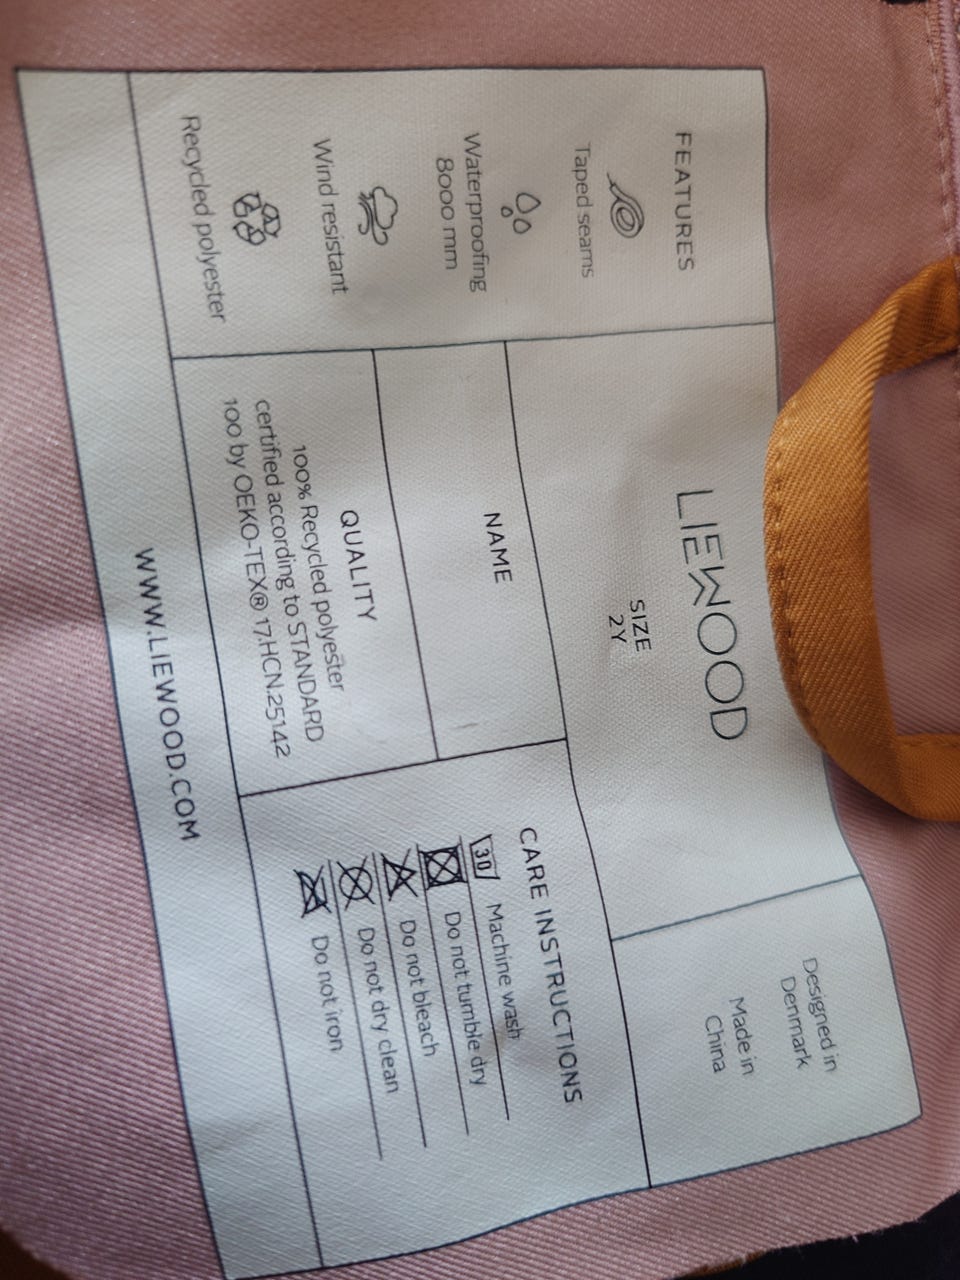 FEATURES
Taped seams
Waterproofing
8000 mm
Wind resistant
Recycled polyester
LIEWOOD
SIZE
2Y
NAME
QUALITY
100% Recycled polyester
certified according to STANDARD
100 by OEKO-TEX® 17.HCN.25142
Designed in
Denmark
Made in
China
CARE INSTRUCTIONS
30 Machine wash
Do not tumble dry
Do not bleach
Do not dry clean
Do not iron
WWW.LIEWOOD.COM